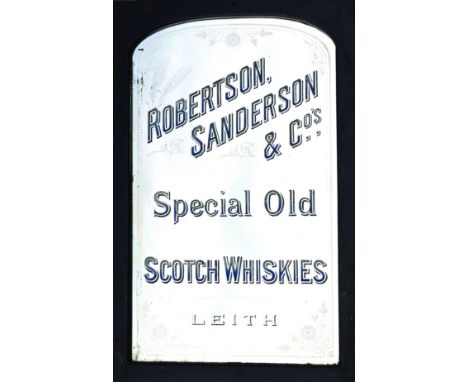 ROBERTSON,
SANDERSON
& Co's.
Special Old
SCOTCH WHISKIES
LEITH